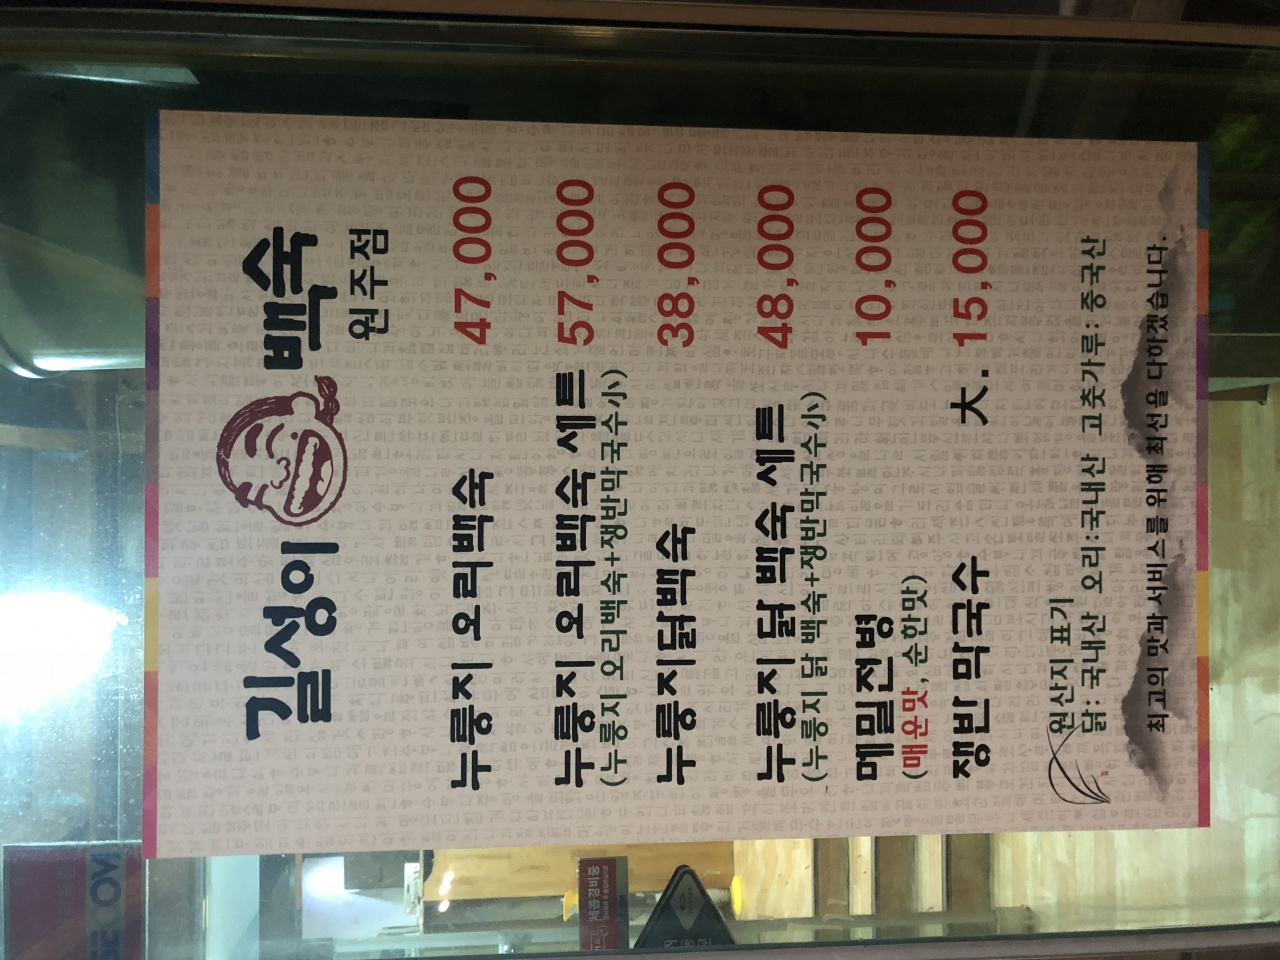 길성이 백숙
원주점
누룽지 오리백숙 47,000
누룽지 오리백숙 세트 57,000
(누룽지 오리백숙+쟁반막국수小)
누룽지닭백숙 38,000
누룽지 닭 백숙 세트 48,000
(누룽지 닭 백숙+쟁반막국수小)
메밀전병 10,000
(매운맛, 순한맛)
쟁반 막국수 大. 15,000
원산지 표기
닭: 국내산 오리:국내산 고춧가루: 중국산
최고의 맛과 서비스를 위해 최선을 다하겠습니다.
세콤경비중